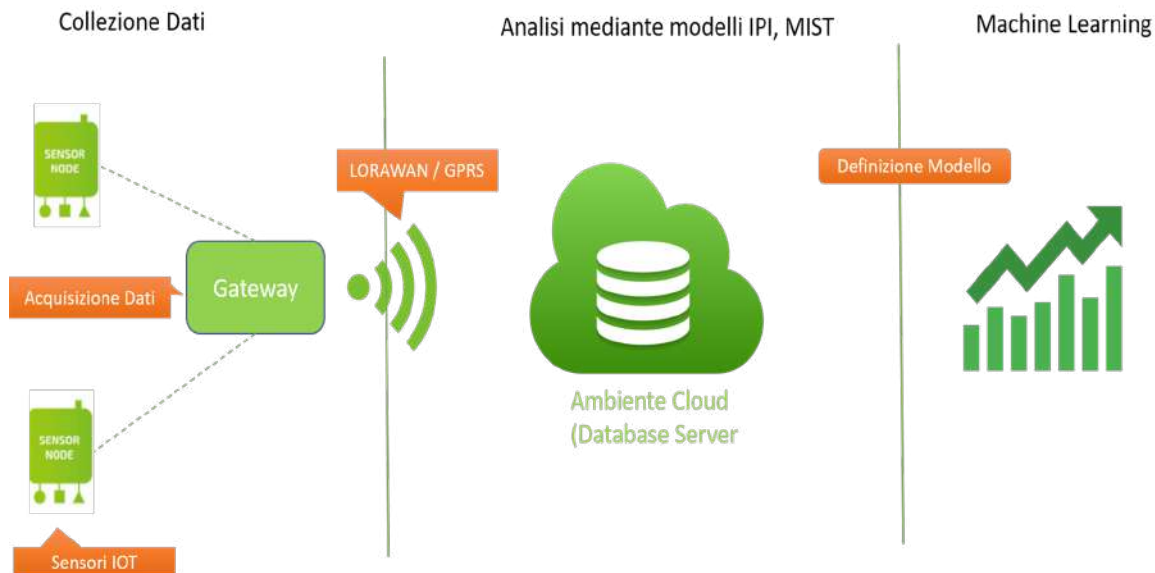 Collezione Dati
Analisi mediante modelli IPI, MIST
Machine Learning
SENSOR
NODE
LORAWAN / GPRS
Definizione Modello
Acquisizione Dati
Gateway
Ambiente Cloud
(Database Server
SENSOR
NODE
Sensori IOT